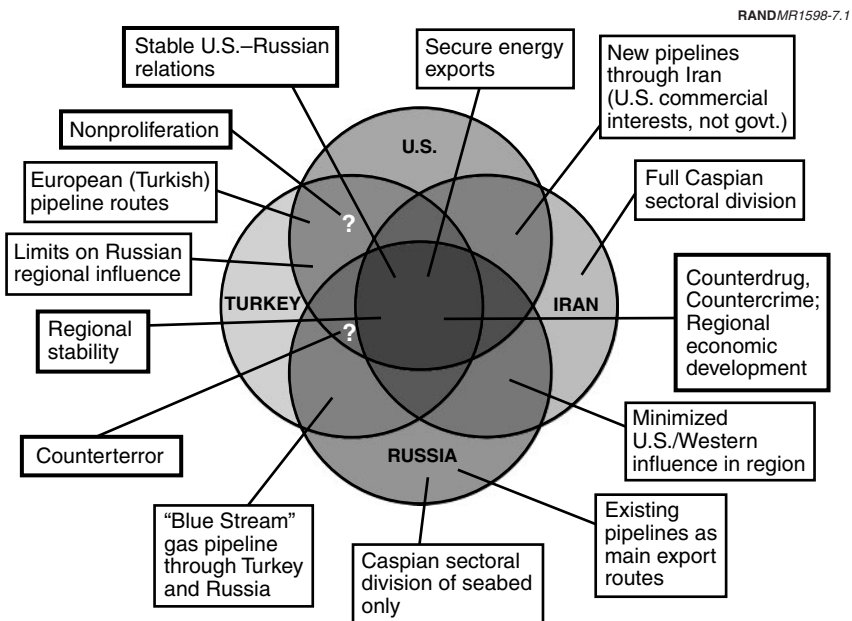 RANDMR1598-7.1
Stable U.S.–Russian
relations
Secure energy
exports
New pipelines
through Iran
(U.S. commercial
interests, not govt.)
Nonproliferation
U.S.
European (Turkish)
pipeline routes
Full Caspian
sectoral division
?
Limits on Russian
regional influence
TURKEY
IRAN
Counterdrug,
Countercrime;
Regional
economic
development
Regional
stability
?
Counterterror
Minimized
U.S./Western
influence in region
RUSSIA
“Blue Stream”
gas pipeline
through Turkey
and Russia
Caspian sectoral
division of seabed
only
Existing
pipelines as
main export
routes